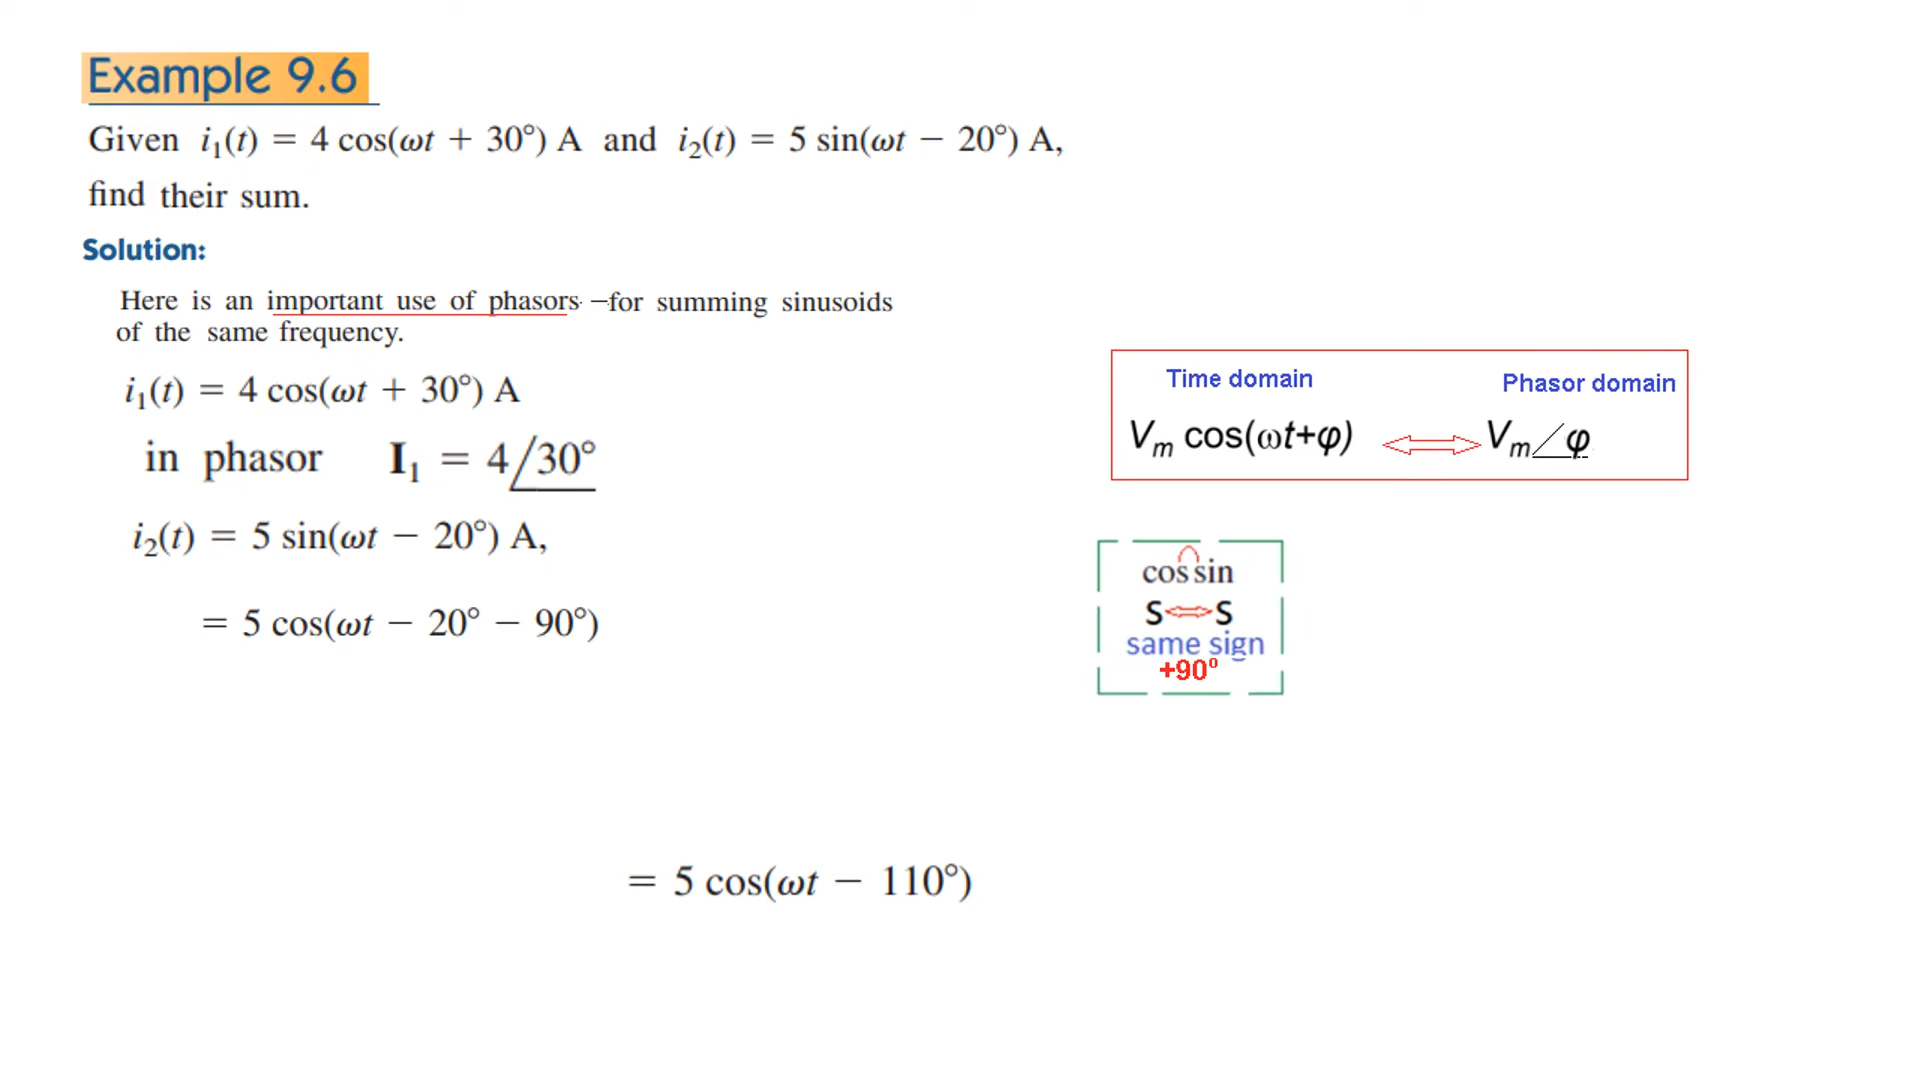 Example 9.6
Given i₁(t) = 4 cos(ωt + 30°) A and i₂(t) = 5 sin(ωt − 20°) A,
find their sum.
Solution:
Here is an important use of phasors −for summing sinusoids
of the same frequency.
i₁(t) = 4 cos(ωt + 30°) A
in phasor I₁ = 4/30°
i₂(t) = 5 sin(ωt − 20°) A,
= 5 cos(ωt − 20° − 90°)
= 5 cos(ωt − 110°)
Time domain Phasor domain
Vₘ cos(ωt+φ) ⇔ Vₘ∠φ
cos sin
S⇔S
same sign
+90⁰